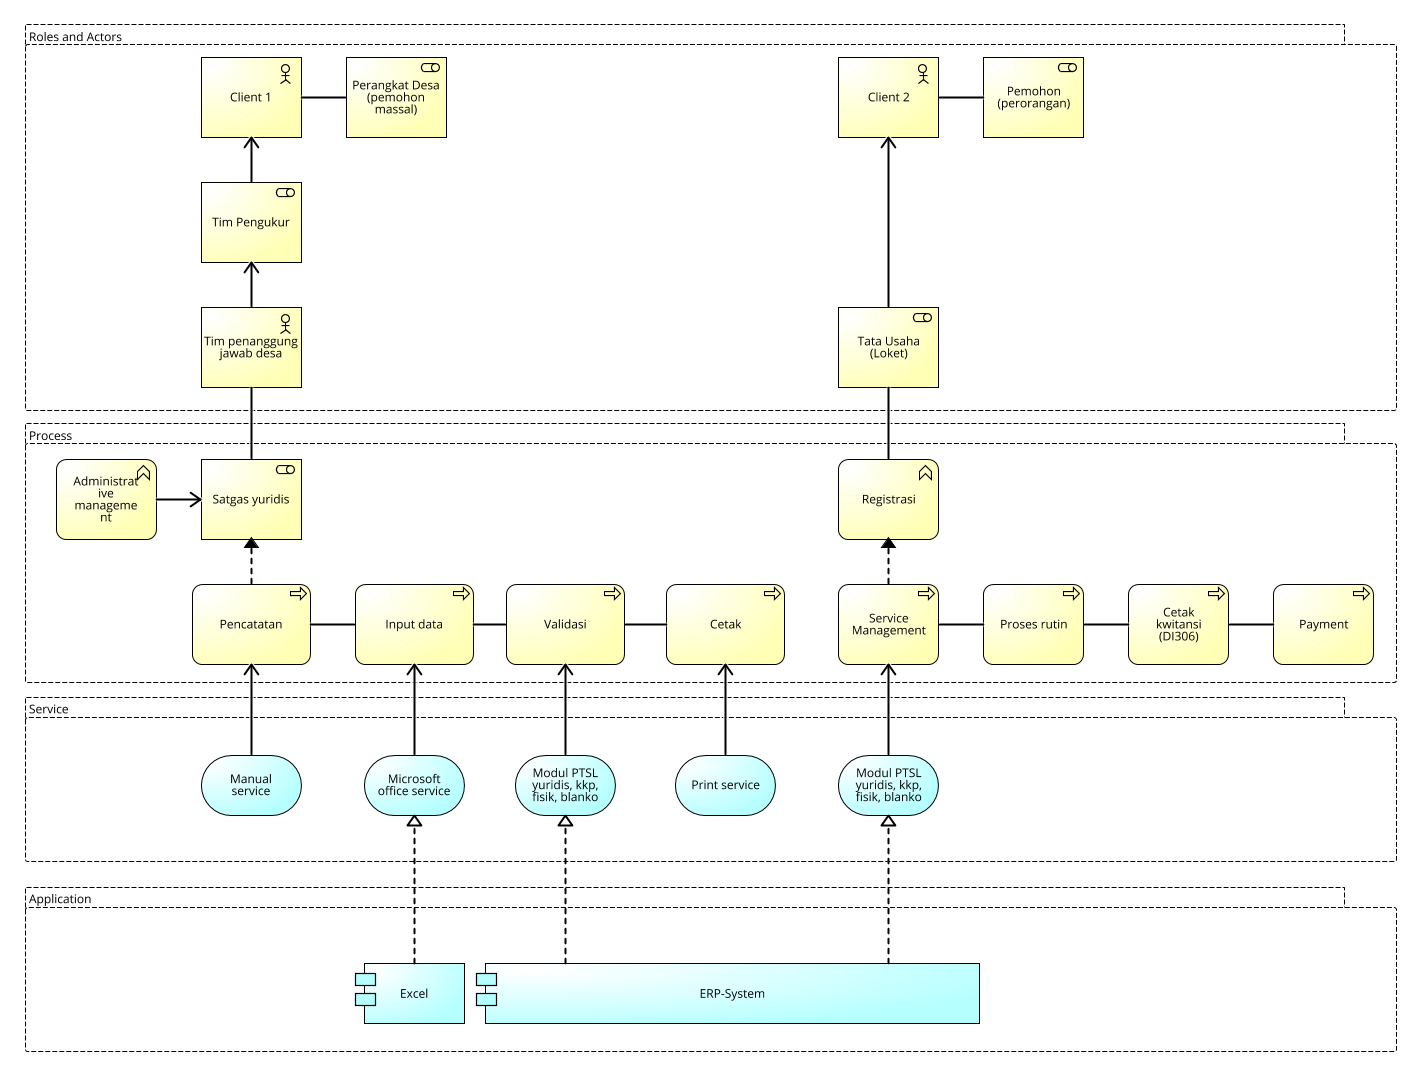 Roles and Actors
Client 1
Perangkat Desa
(pemohon
massal)
Client 2
Pemohon
(perorangan)
Tim Pengukur
Tim penanggung
jawab desa
Tata Usaha
(Loket)
Process
Administrat
ive
manageme
nt
Satgas yuridis
Registrasi
Pencatatan
Input data
Validasi
Cetak
Service
Management
Proses rutin
Cetak
kwitansi
(DI306)
Payment
Service
Manual
service
Microsoft
office service
Modul PTSL
yuridis, kkp,
fisik, blanko
Print service
Modul PTSL
yuridis, kkp,
fisik, blanko
Application
Excel
ERP-System